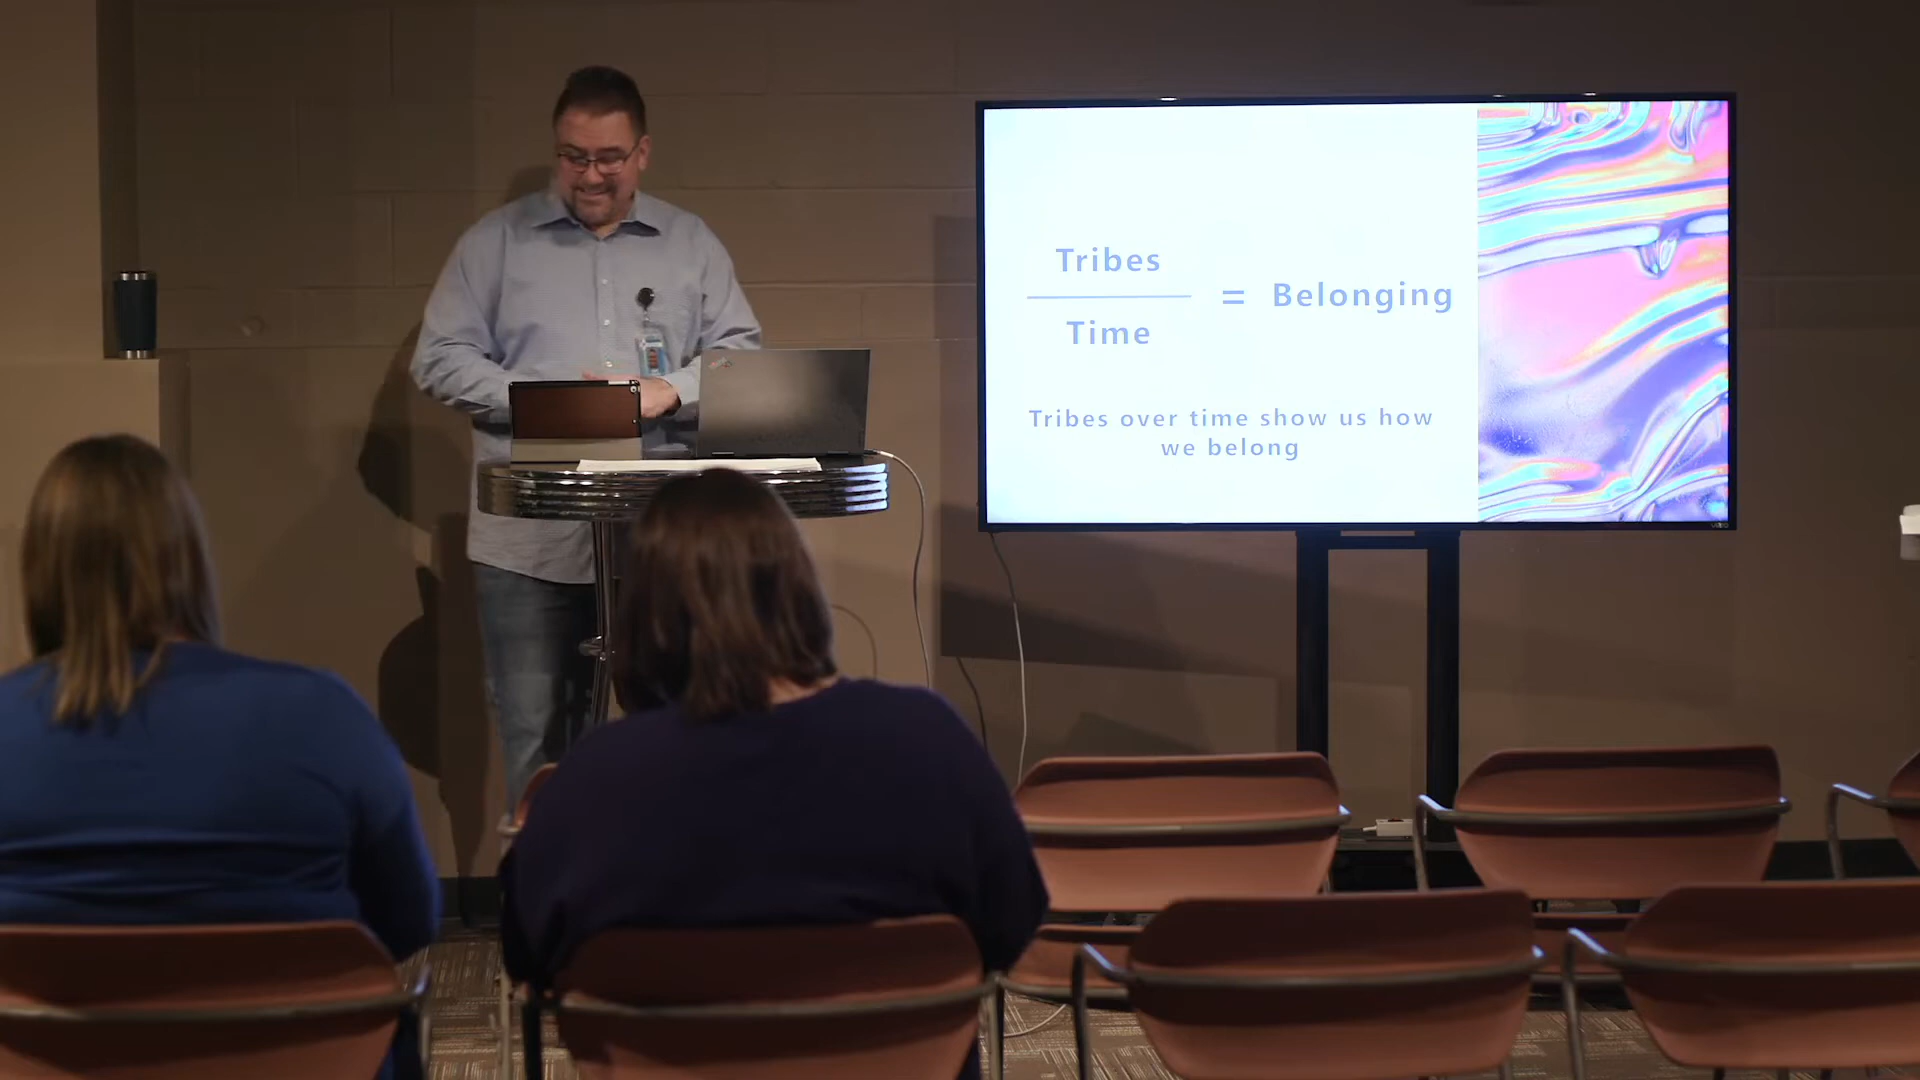 Tribes
Time
= Belonging
Tribes over time show us how
we belong